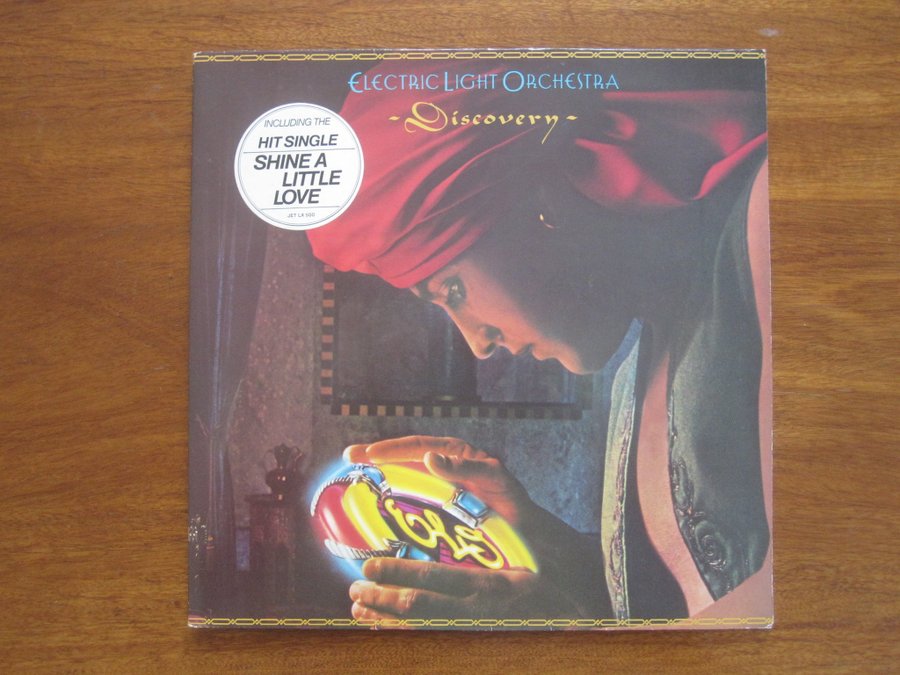 ELECTRIC LIGHT ORCHESTRA
-Discovery-
INCLUDING THE
HIT SINGLE
SHINE A
LITTLE
LOVE
JET LX 500
ELO